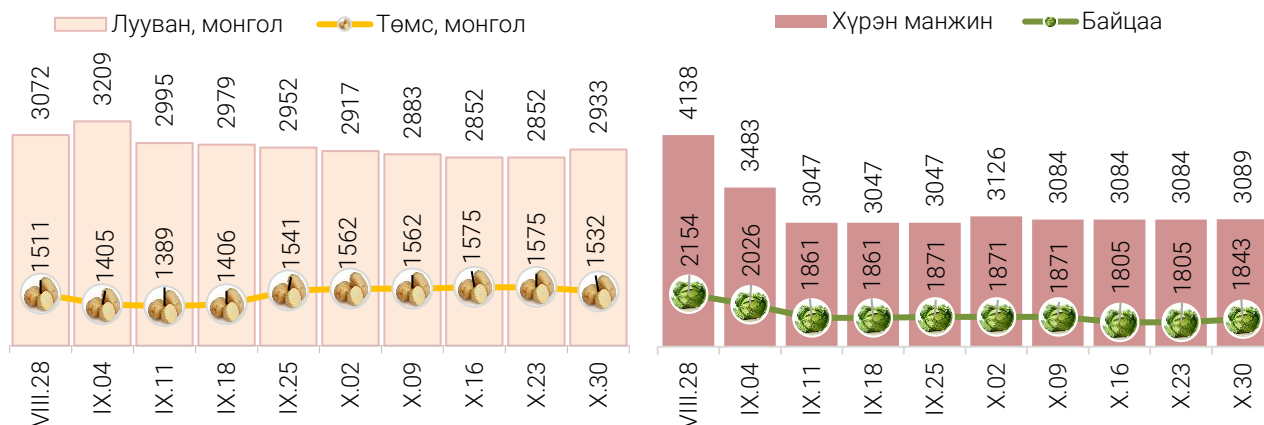 Лууван, монгол Төмс, монгол
3072 3209 2995 2979 2952 2917 2883 2852 2852 2933
1511 1405 1389 1406 1541 1562 1562 1575 1575 1532
VIII.28 IX.04 IX.11 IX.18 IX.25 X.02 X.09 X.16 X.23 X.30
Хүрэн манжин Байцаа
4138 3483 3047 3047 3047 3126 3084 3084 3084 3089
2154 2026 1861 1861 1871 1871 1871 1805 1805 1843
VIII.28 IX.04 IX.11 IX.18 IX.25 X.02 X.09 X.16 X.23 X.30